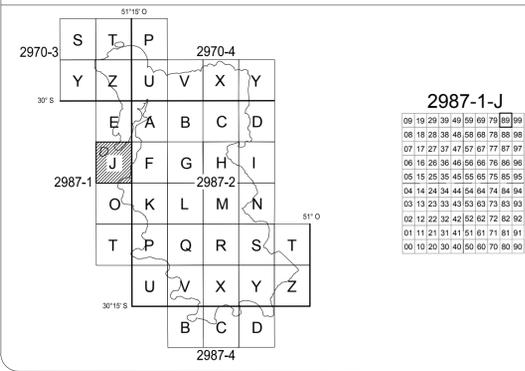 51°15' O
S T P
2970-3 2970-4
Y Z U V X Y
30° S
E A B C D
J F G H I
2987-1 2987-2
O K L M N
51° O
T P Q R S T
U V X Y Z
30°15' S
B C D
2987-4
2987-1-J
09 19 29 39 49 59 69 79 89 99
08 18 28 38 48 58 68 78 88 98
07 17 27 37 47 57 67 77 87 97
06 16 26 36 46 56 66 76 86 96
05 15 25 35 45 55 65 75 85 95
04 14 24 34 44 54 64 74 84 94
03 13 23 33 43 53 63 73 83 93
02 12 22 32 42 52 62 72 82 92
01 11 21 31 41 51 61 71 81 91
00 10 20 30 40 50 60 70 80 90